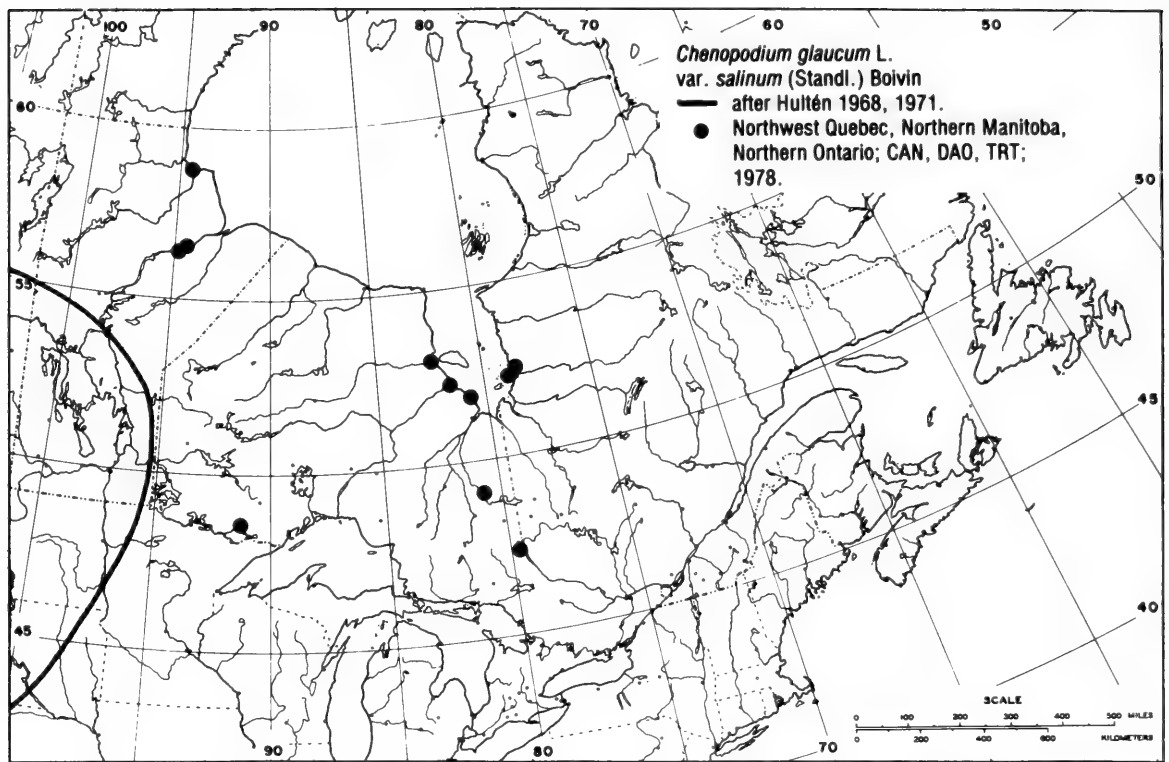 100
90
80
70
60
50
Chenopodium glaucum L.
var. salinum (Standl.) Boivin
after Hultén 1968, 1971.
Northwest Quebec, Northern Manitoba,
Northern Ontario; CAN, DAO, TRT;
1978.
60
50
55
45
45
40
SCALE
0 100 200 300 400 500 MILES
0 200 400 600 KILOMETERS
90
80
70